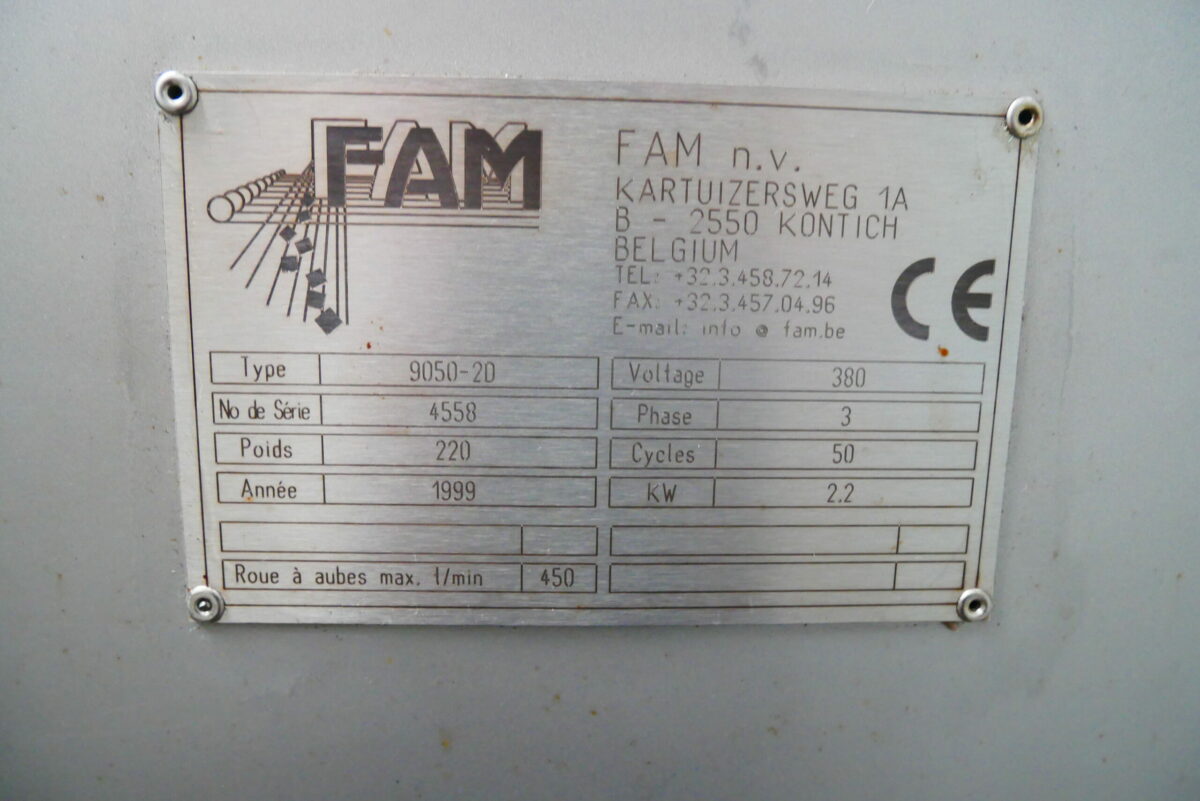 FAM
FAM n.v.
KARTUIZERSWEG 1A
B - 2550 KONTICH
BELGIUM
TEL: +32.3.458.72.14
FAX: +32.3.457.04.96
E-mail: info @ fam.be
CE
Type 9050-2D
No de Série 4558
Poids 220
Année 1999
Roue à aubes max. t/min 450
Voltage 380
Phase 3
Cycles 50
KW 2.2